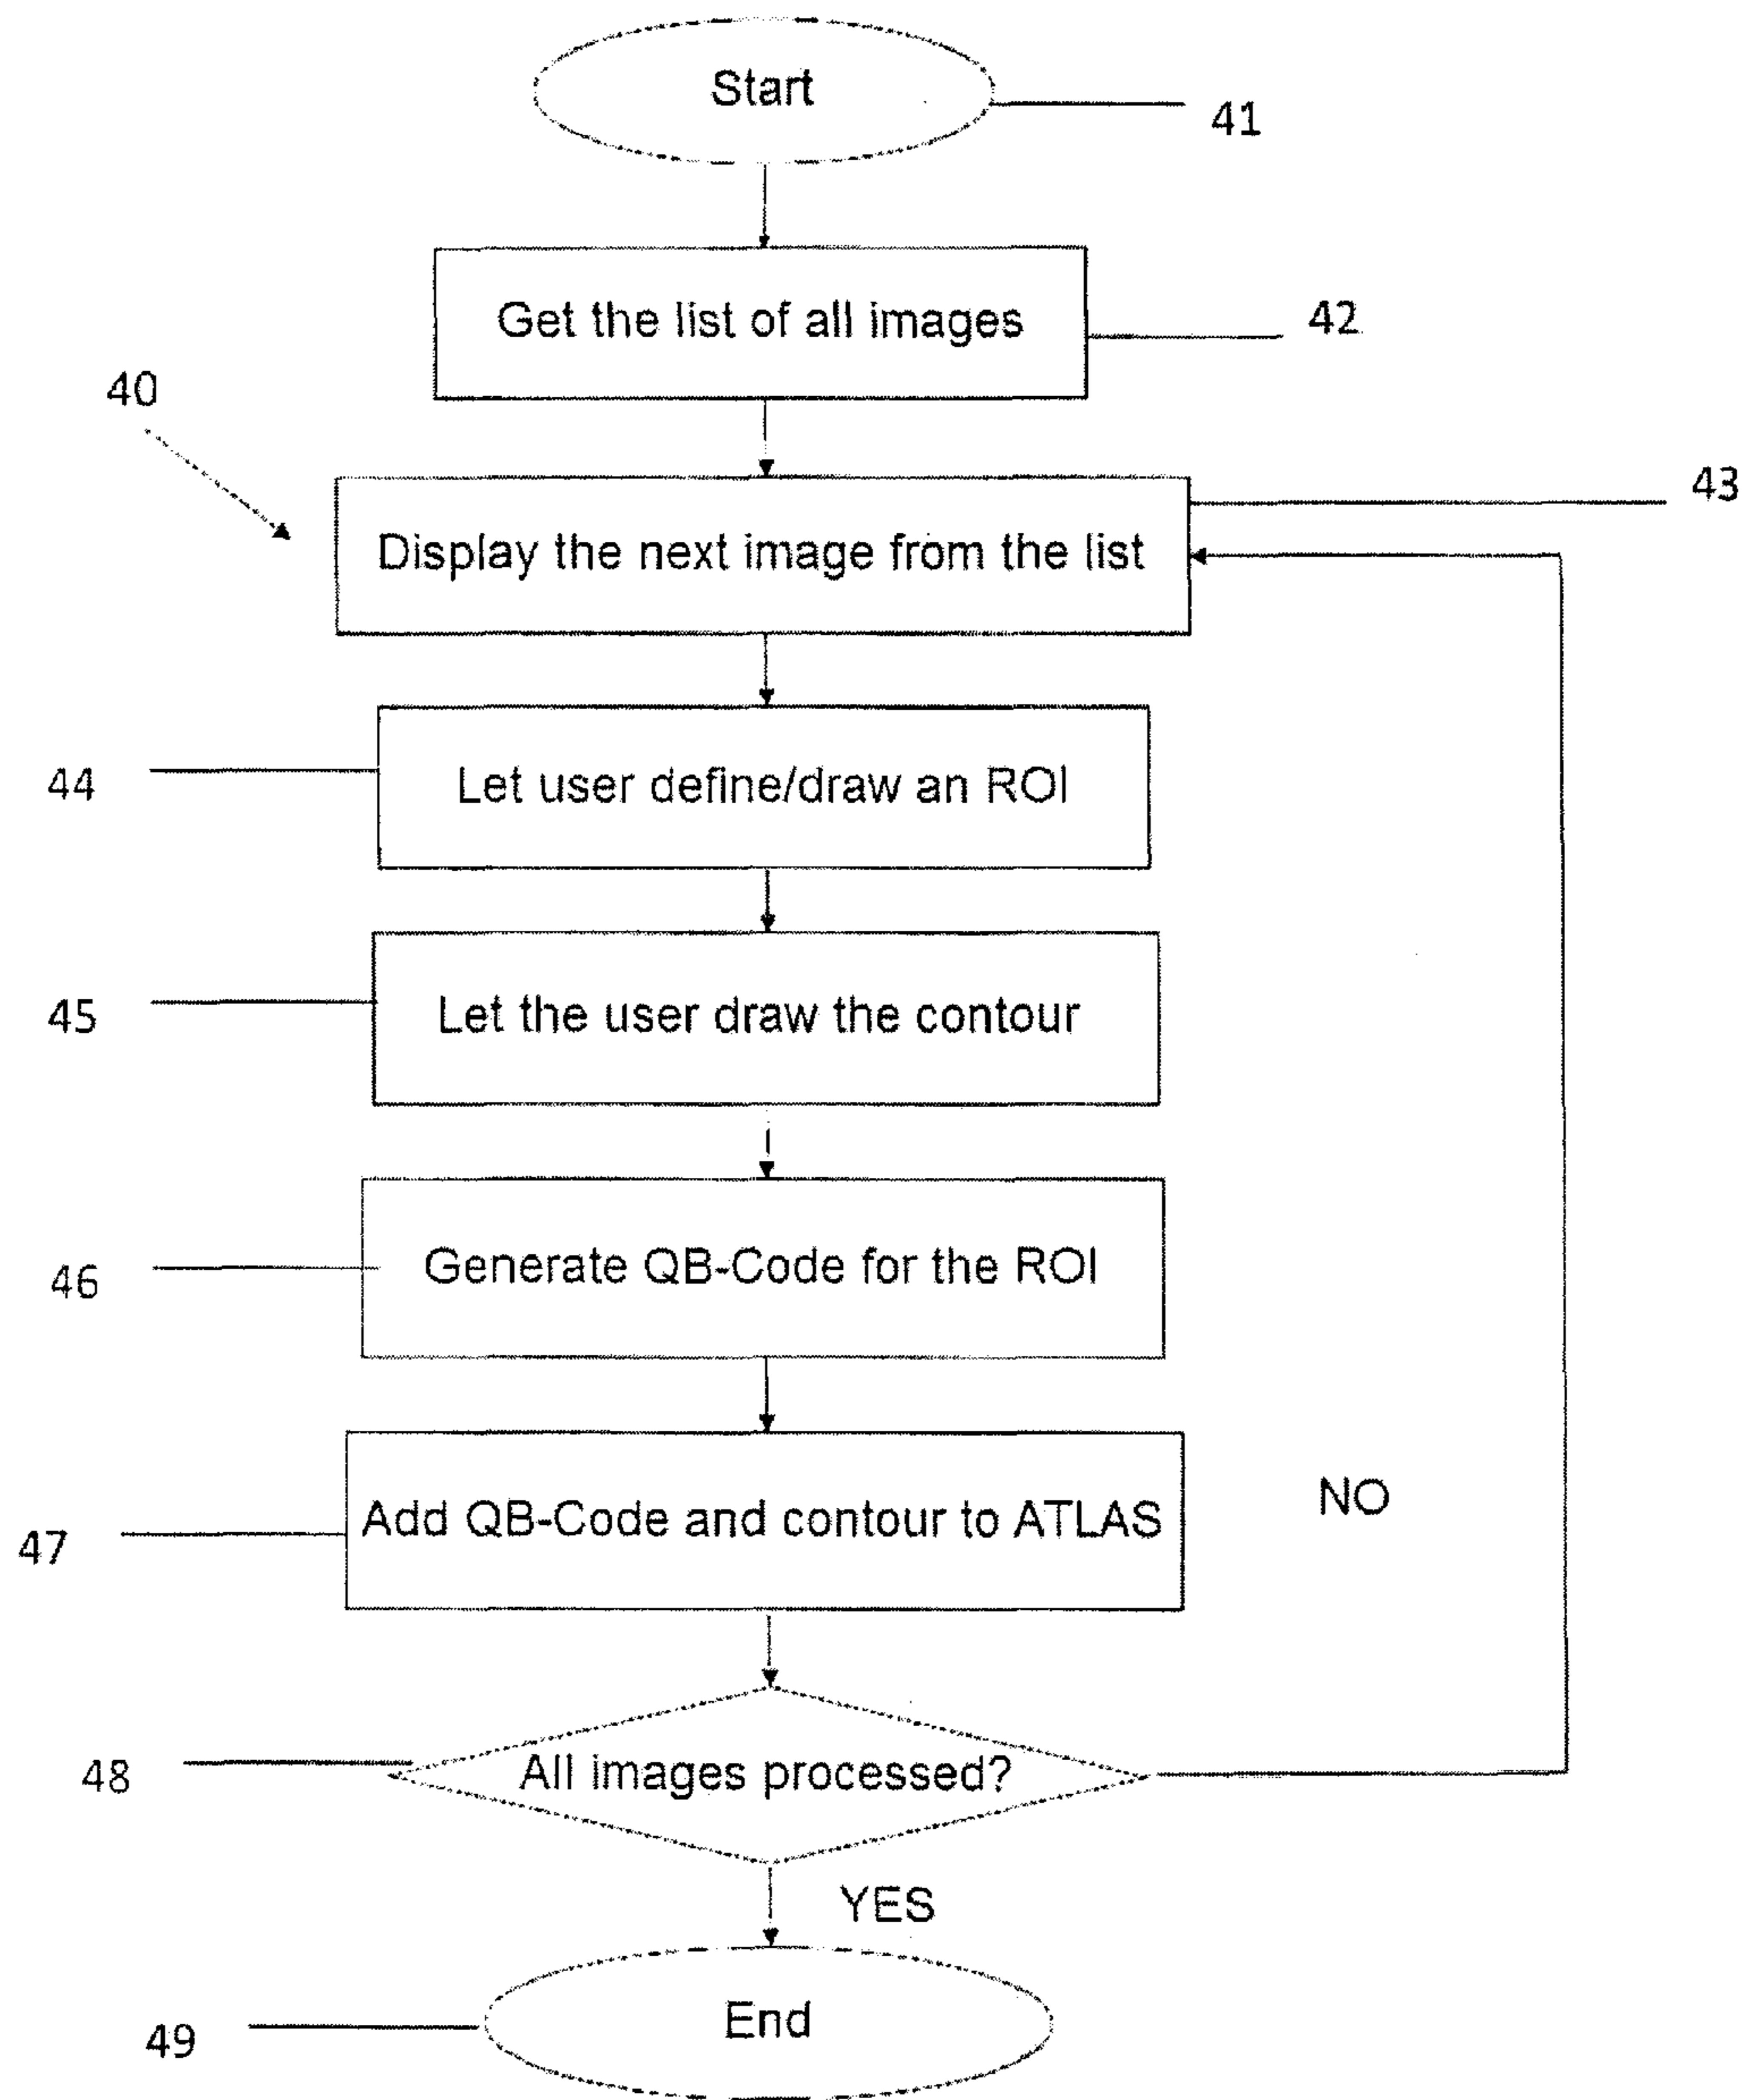 Start
41
Get the list of all images
42
40
Display the next image from the list
43
44
Let user define/draw an ROI
45
Let the user draw the contour
46
Generate QB-Code for the ROI
47
Add QB-Code and contour to ATLAS
NO
48
All images processed?
YES
49
End